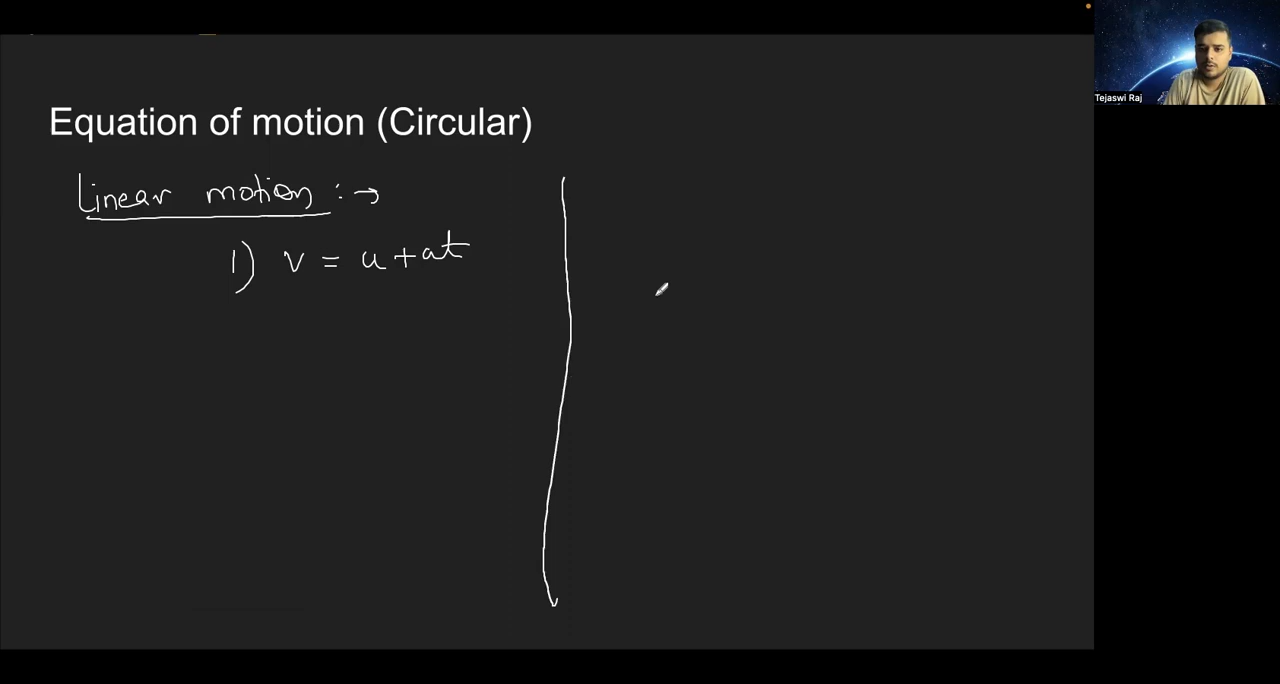 Equation of motion (Circular)
Linear motion :→
1) v = u + at
Tejaswi Raj